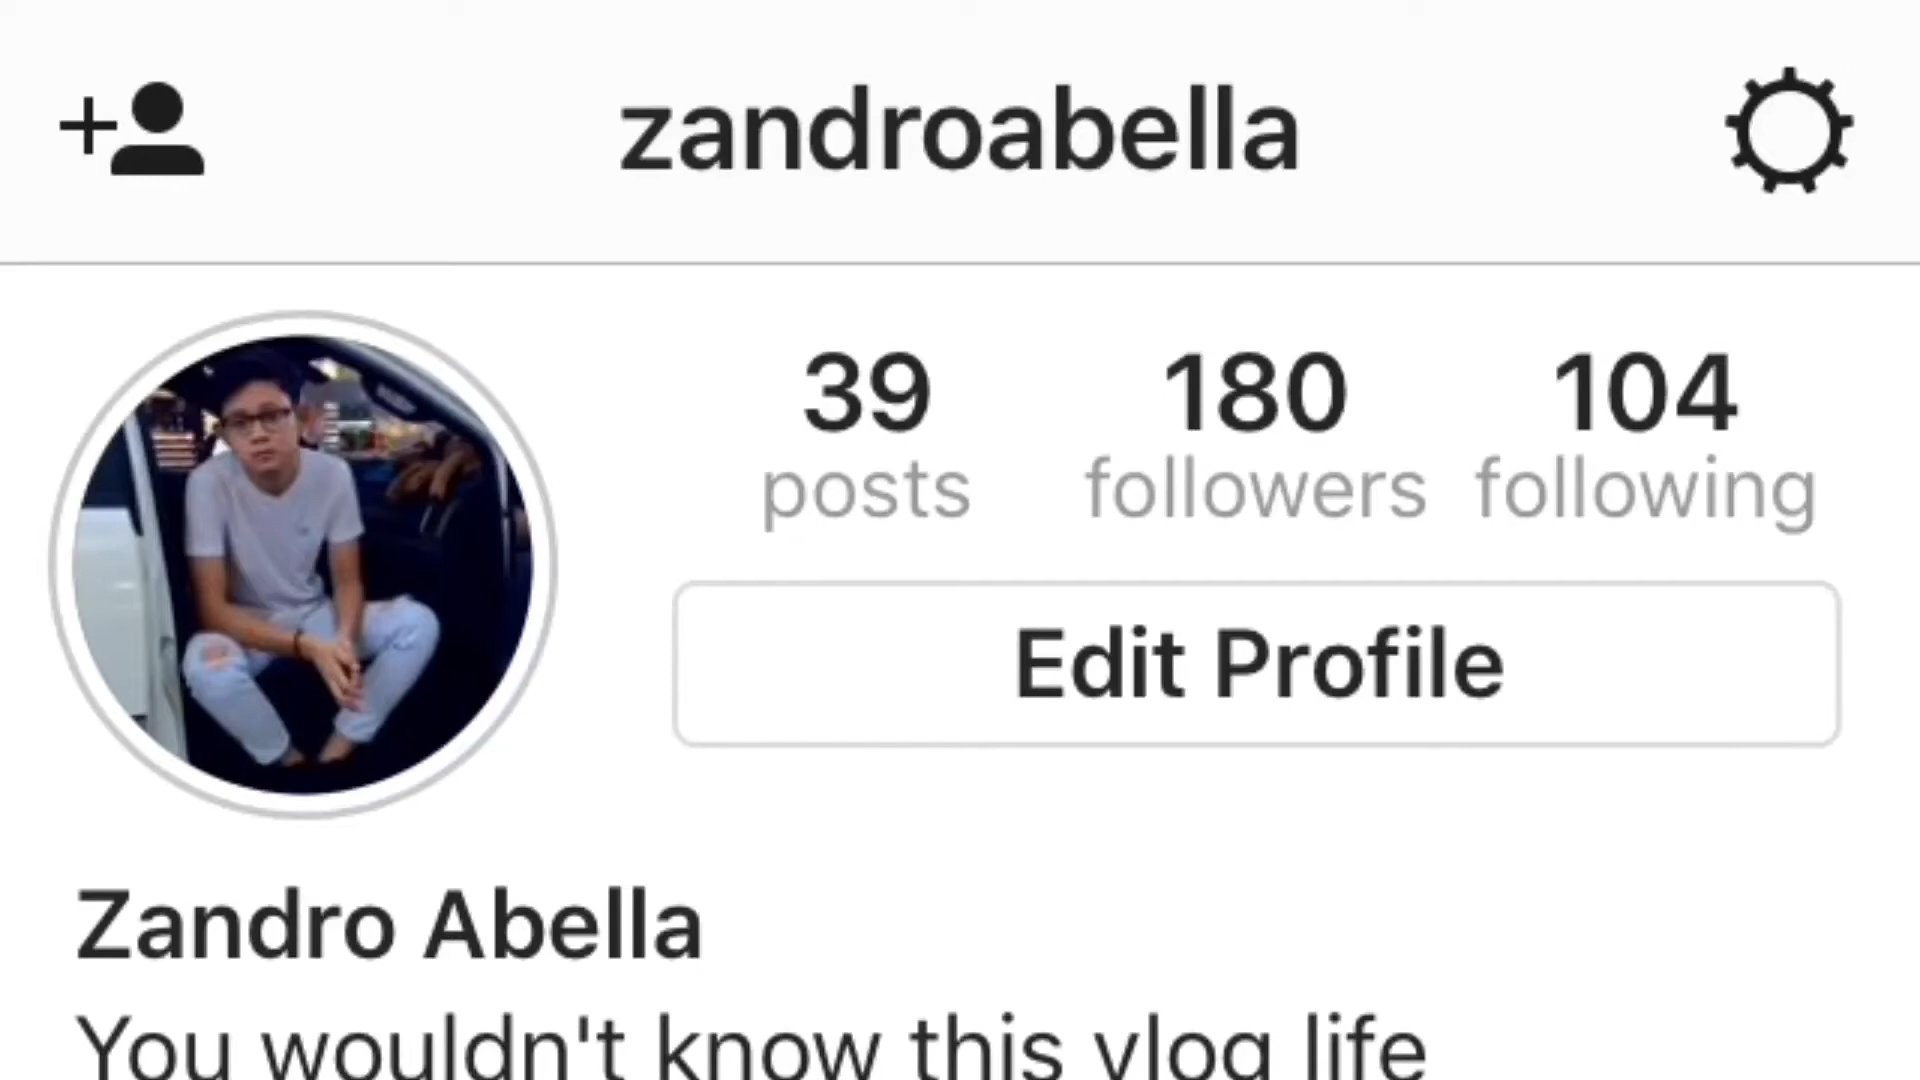 zandroabella
39 180 104
posts followers following
Edit Profile
Zandro Abella
You wouldn't know this vlog life